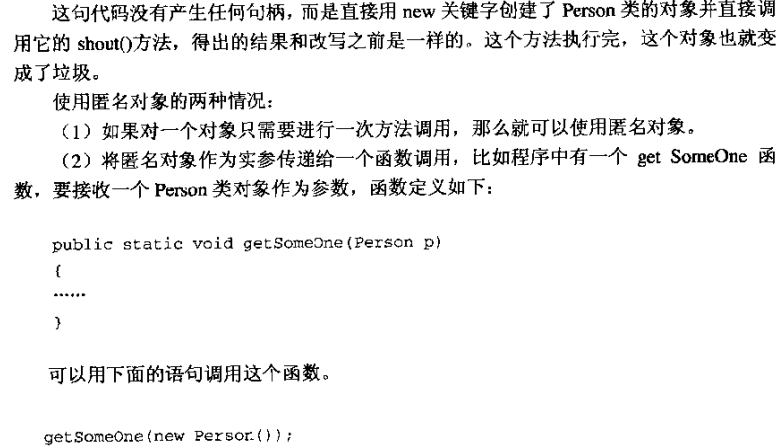 这句代码没有产生任何句柄，而是直接用 new 关键字创建了 Person 类的对象并直接调
用它的 shout()方法，得出的结果和改写之前是一样的。这个方法执行完，这个对象也就变
成了垃圾。
使用匿名对象的两种情况：
（1）如果对一个对象只需要进行一次方法调用，那么就可以使用匿名对象。
（2）将匿名对象作为实参传递给一个函数调用，比如程序中有一个 get SomeOne 函
数，要接收一个 Person 类对象作为参数，函数定义如下：
public static void getSomeOne(Person p)
{
……
}
可以用下面的语句调用这个函数。
getSomeOne(new Person());